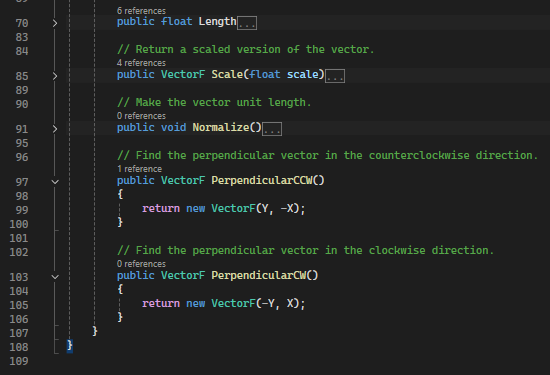 69
6 references
70 public float Length...
83
84 // Return a scaled version of the vector.
4 references
85 public VectorF Scale(float scale)...
89
90 // Make the vector unit length.
0 references
91 public void Normalize()...
95
96 // Find the perpendicular vector in the counterclockwise direction.
1 reference
97 public VectorF PerpendicularCCW()
98 {
99 return new VectorF(Y, -X);
100 }
101
102 // Find the perpendicular vector in the clockwise direction.
0 references
103 public VectorF PerpendicularCW()
104 {
105 return new VectorF(-Y, X);
106 }
107 }
108 }
109